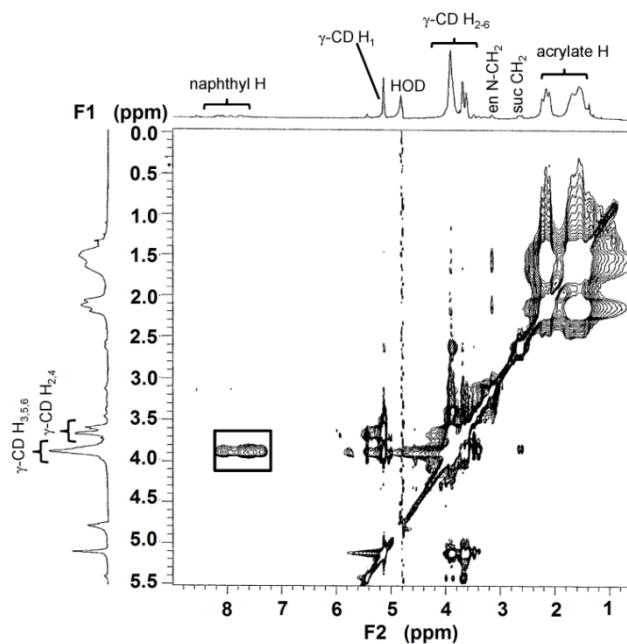 γ-CD H₂₋₆
γ-CD H₁
en N-CH₂
suc CH₂
acrylate H
naphthyl H
HOD
F1 (ppm)
0.0
0.5
1.0
1.5
2.0
2.5
3.0
3.5
4.0
4.5
5.0
5.5
γ-CD H₃,₅,₆
γ-CD H₂,₄
8 7 6 5 4 3 2 1
F2 (ppm)